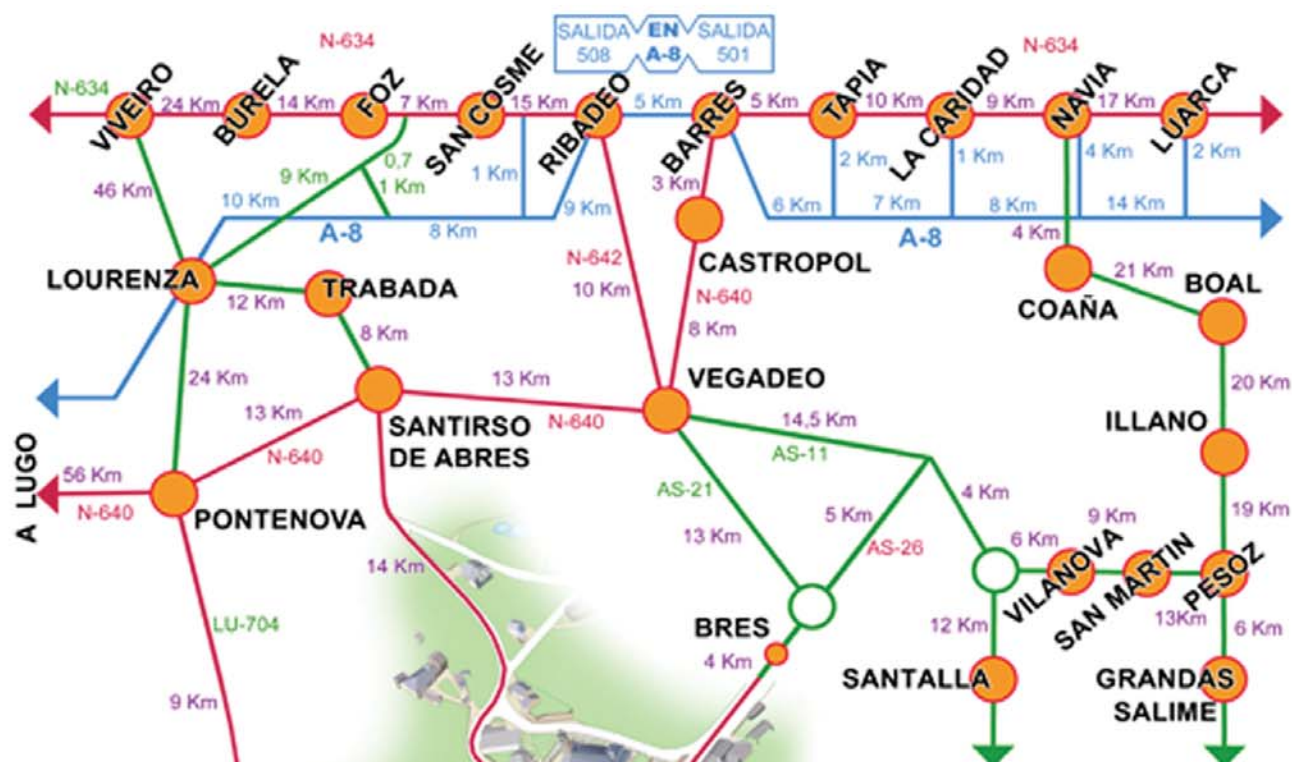 SALIDA EN SALIDA
508 A-8 501
N-634
N-634
N-634
VIVEIRO
24 Km
BURELA
14 Km
FOZ
7 Km
SAN COSME
15 Km
RIBADEO
5 Km
BARRES
5 Km
TAPIA
10 Km
LA CARIDAD
9 Km
NAVIA
17 Km
LUARCA
46 Km
9 Km
0,7
1 Km
1 Km
9 Km
3 Km
2 Km
1 Km
4 Km
2 Km
10 Km
A-8
8 Km
6 Km
7 Km
A-8
8 Km
14 Km
LOURENZA
12 Km
TRABADA
8 Km
N-642
10 Km
CASTROPOL
N-640
8 Km
4 Km
COAÑA
21 Km
BOAL
20 Km
24 Km
13 Km
N-640
SANTIRSO
DE ABRES
13 Km
N-640
VEGADEO
14,5 Km
AS-11
ILLANO
A LUGO
56 Km
N-640
PONTENOVA
AS-21
13 Km
5 Km
AS-26
4 Km
6 Km
9 Km
19 Km
VILANOVA
SAN MARTIN
13Km
PESOZ
14 Km
LU-704
9 Km
BRES
4 Km
12 Km
SANTALLA
6 Km
GRANDAS
SALIME